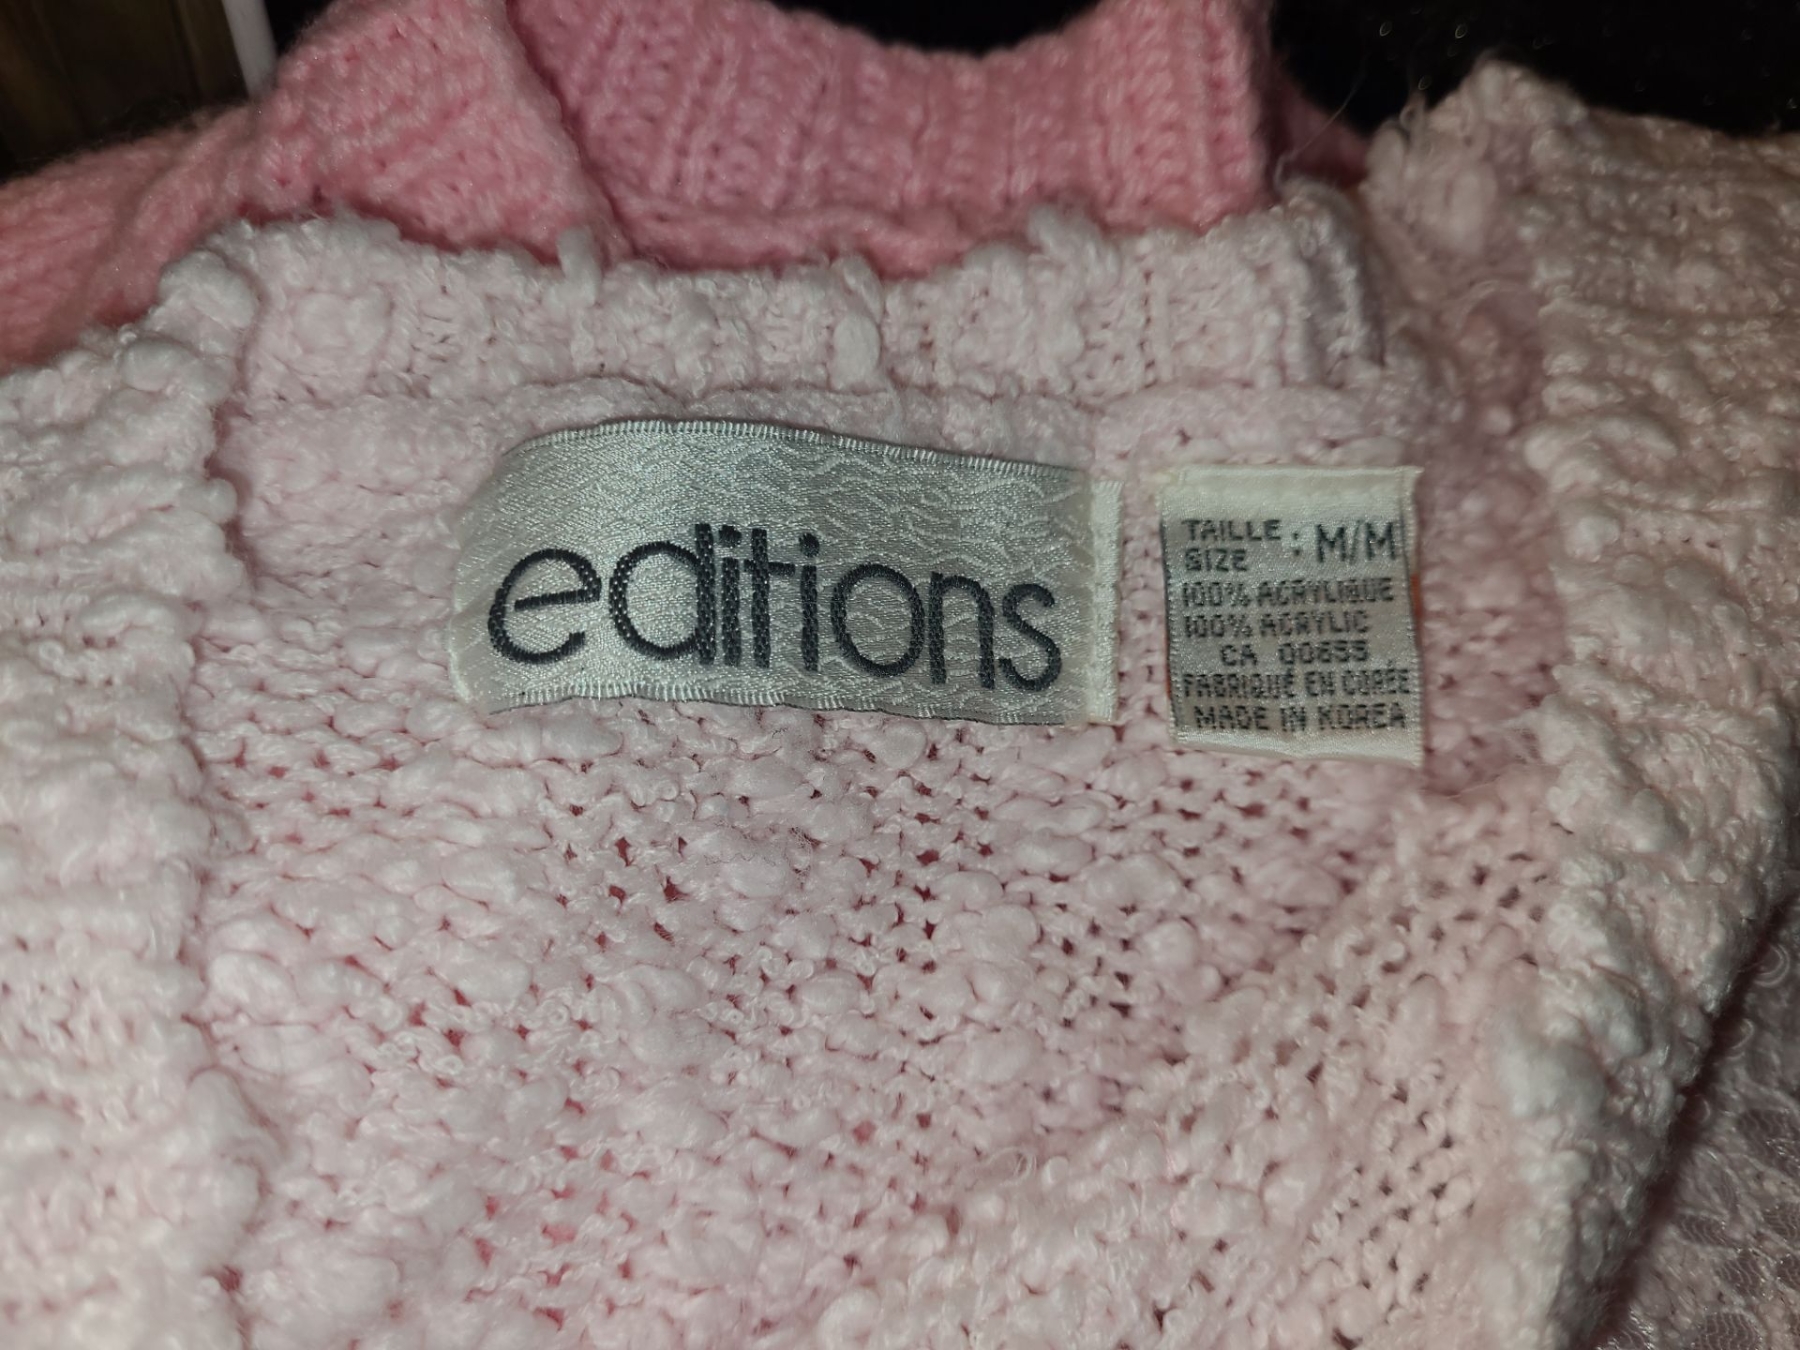 editions
TAILLE
SIZE : M/M
100% ACRYLIQUE
100% ACRYLIC
CA 00655
FABRIQUÉ EN CORÉE
MADE IN KOREA